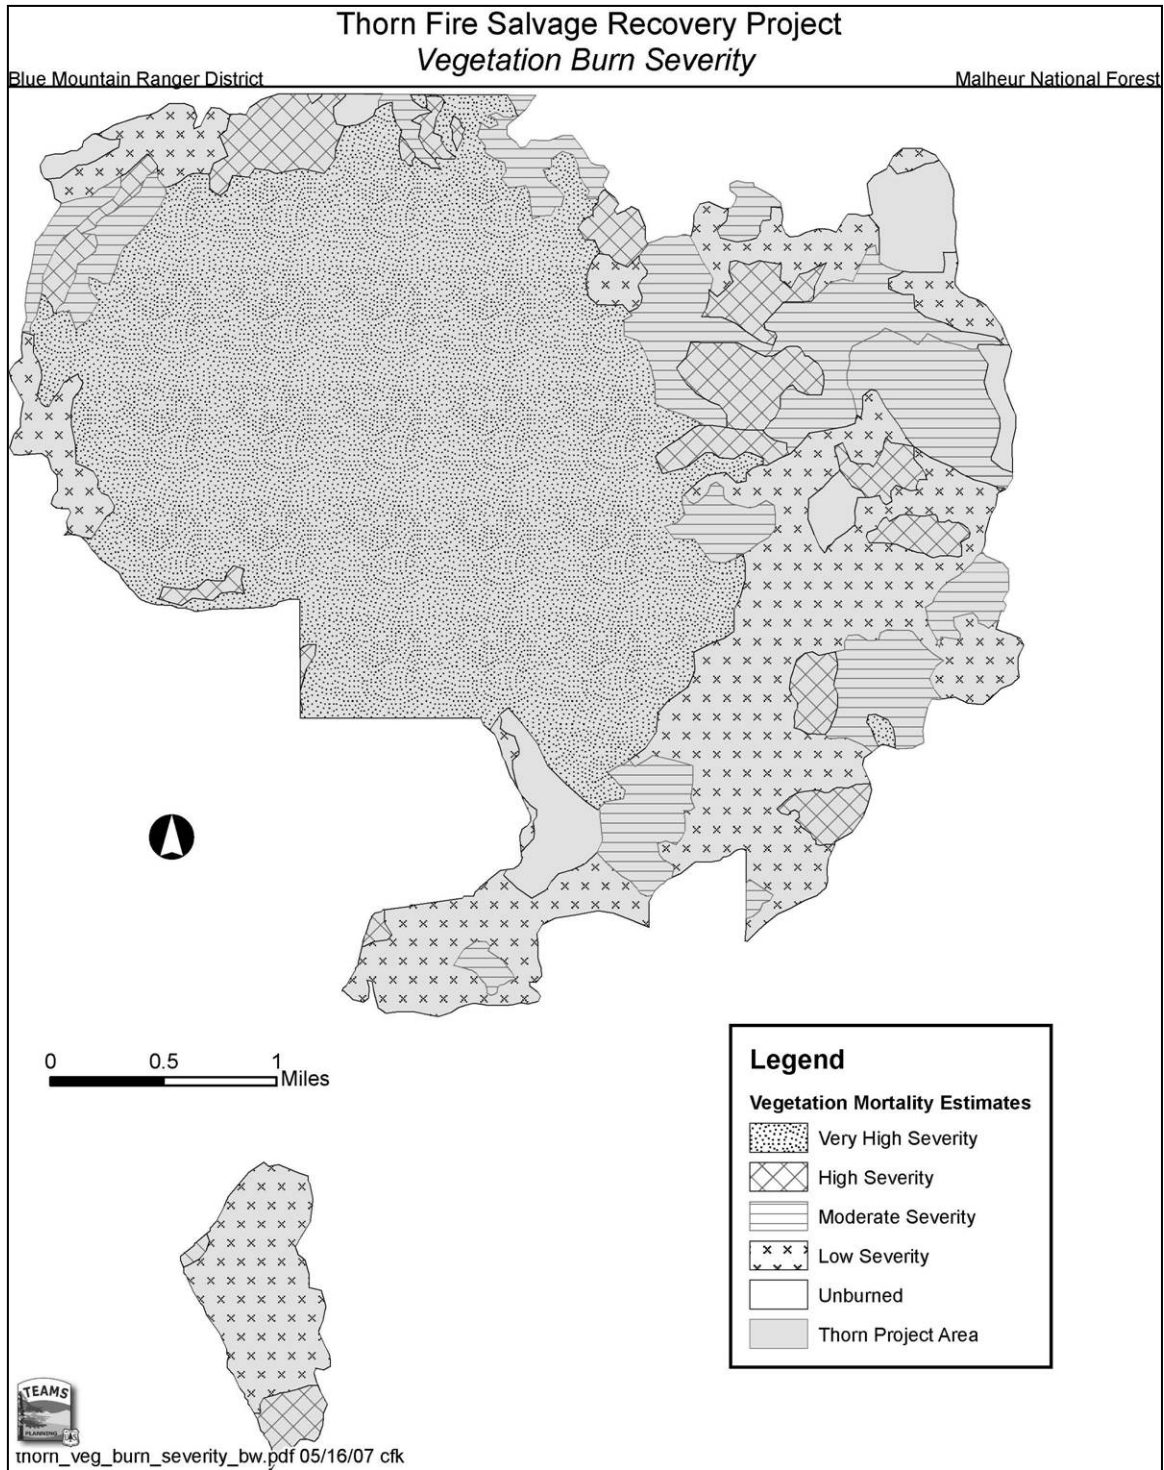 Thorn Fire Salvage Recovery Project
Vegetation Burn Severity
Blue Mountain Ranger District
Malheur National Forest
0 0.5 1
Miles
Legend
Vegetation Mortality Estimates
Very High Severity
High Severity
Moderate Severity
Low Severity
Unburned
Thorn Project Area
TEAMS
PLANNING
thorn_veg_burn_severity_bw.pdf 05/16/07 cfk